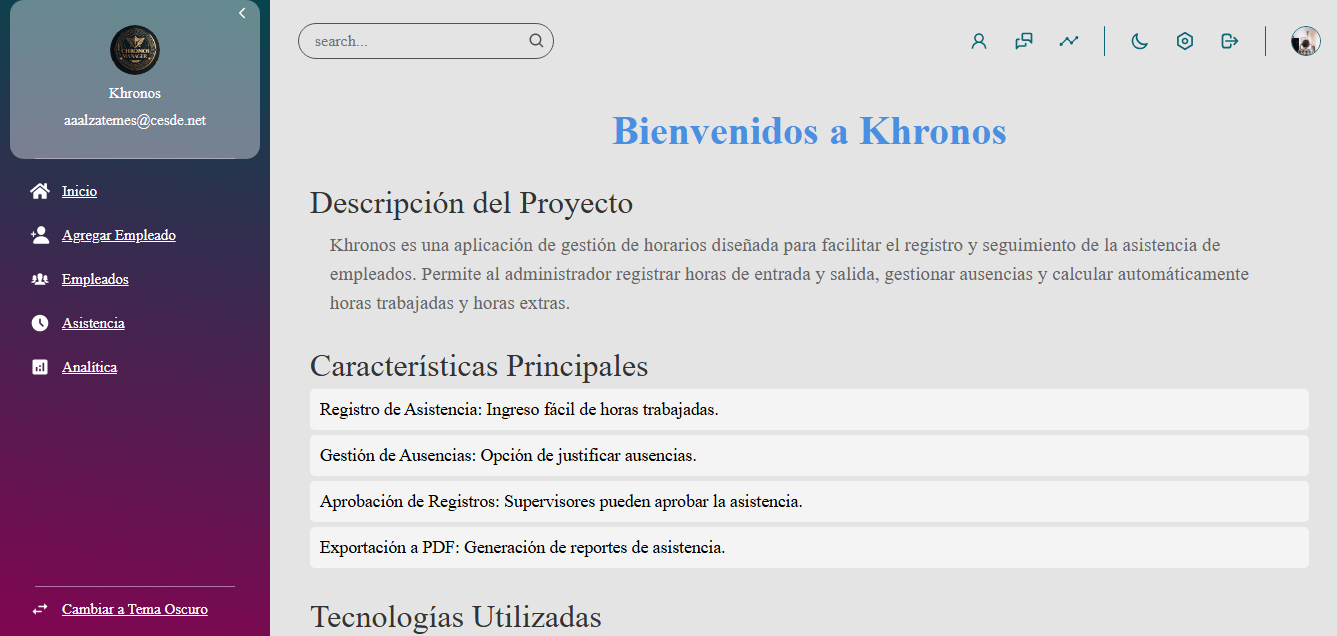 CHRONOS
MANAGER
Khronos
aaalzatemes@cesde.net
Inicio
Agregar Empleado
Empleados
Asistencia
Analítica
Cambiar a Tema Oscuro
search...
Bienvenidos a Khronos
Descripción del Proyecto
Khronos es una aplicación de gestión de horarios diseñada para facilitar el registro y seguimiento de la asistencia de
empleados. Permite al administrador registrar horas de entrada y salida, gestionar ausencias y calcular automáticamente
horas trabajadas y horas extras.
Características Principales
Registro de Asistencia: Ingreso fácil de horas trabajadas.
Gestión de Ausencias: Opción de justificar ausencias.
Aprobación de Registros: Supervisores pueden aprobar la asistencia.
Exportación a PDF: Generación de reportes de asistencia.
Tecnologías Utilizadas